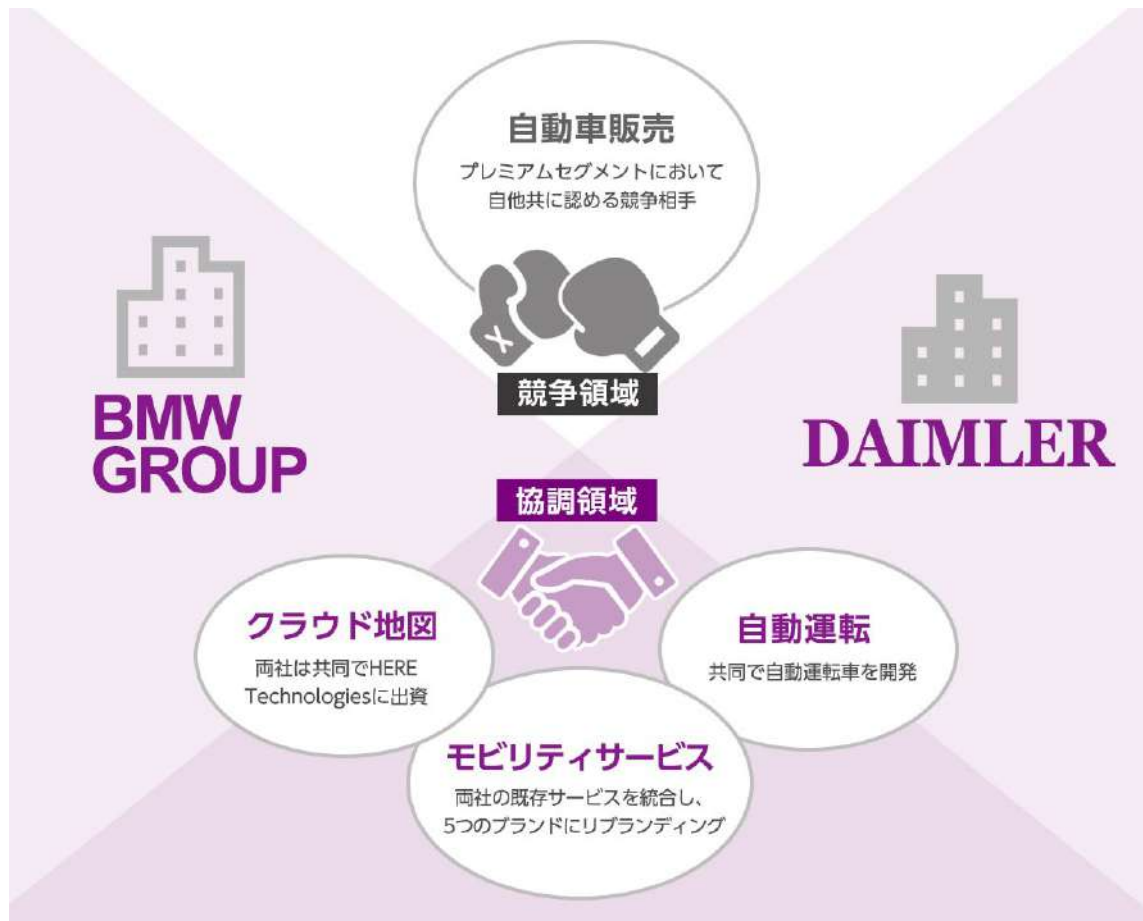 自動車販売
プレミアムセグメントにおいて
自他共に認める競争相手
競争領域
BMW
GROUP
DAIMLER
協調領域
クラウド地図
両社は共同でHERE
Technologiesに出資
自動運転
共同で自動運転車を開発
モビリティサービス
両社の既存サービスを統合し、
5つのブランドにリブランディング